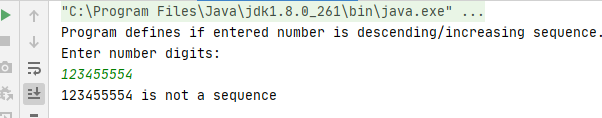 "C:\Program Files\Java\jdk1.8.0_261\bin\java.exe" ...
Program defines if entered number is descending/increasing sequence.
Enter number digits:
123455554
123455554 is not a sequence